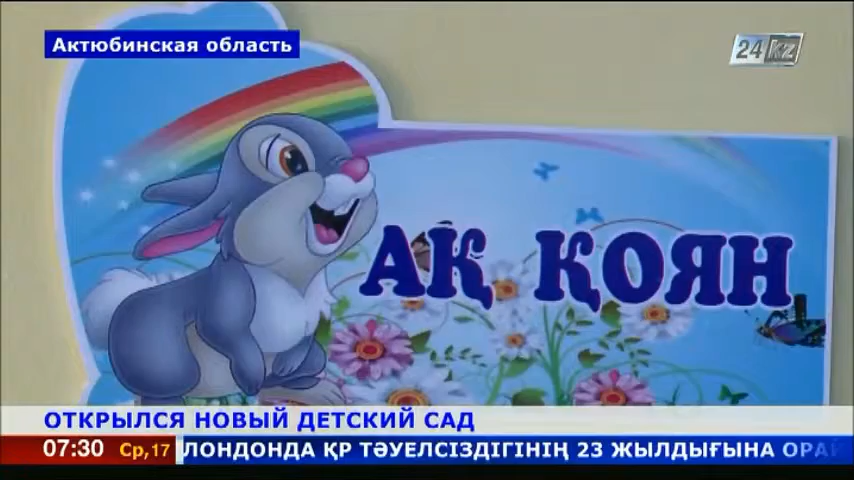 Актюбинская область
24kz
АҚ ҚОЯН
ОТКРЫЛСЯ НОВЫЙ ДЕТСКИЙ САД
07:30 Ср,17 ЛОНДОНДА ҚР ТӘУЕЛСІЗДІГІНІҢ 23 ЖЫЛДЫҒЫНА